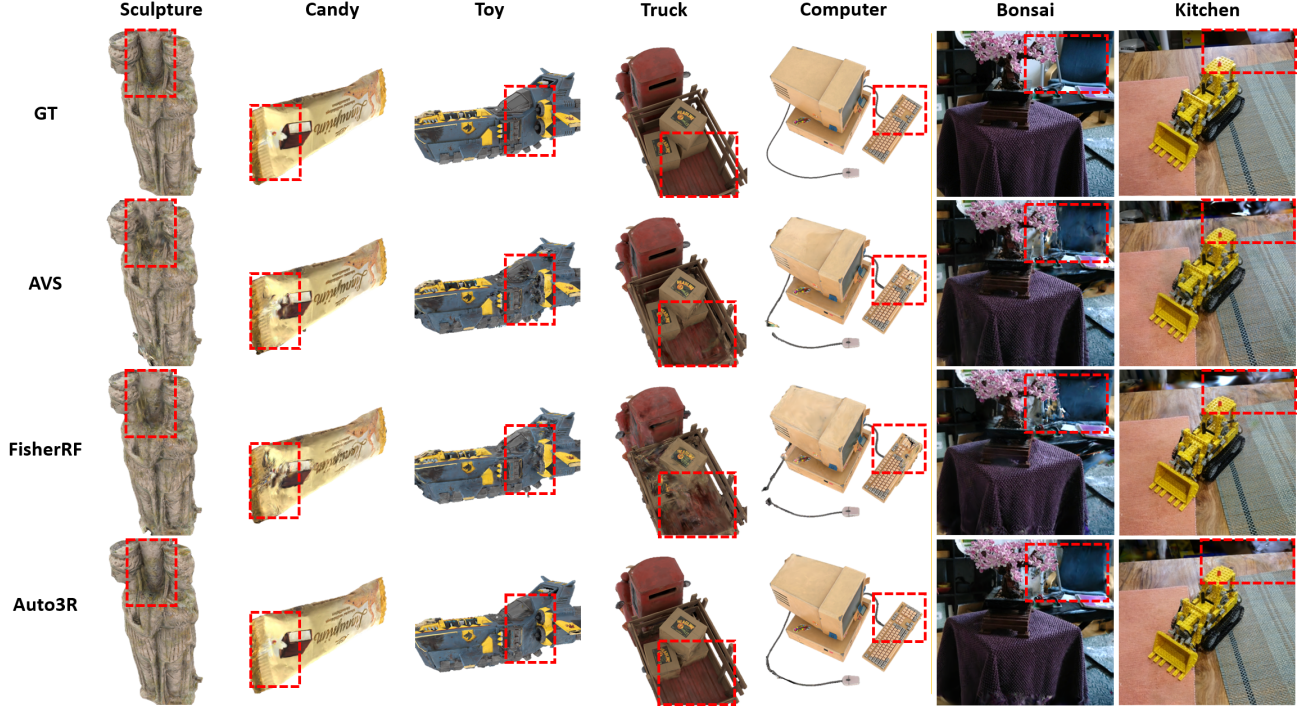 Sculpture Candy Toy Truck Computer Bonsai Kitchen
GT
AVS
FisherRF
Auto3R